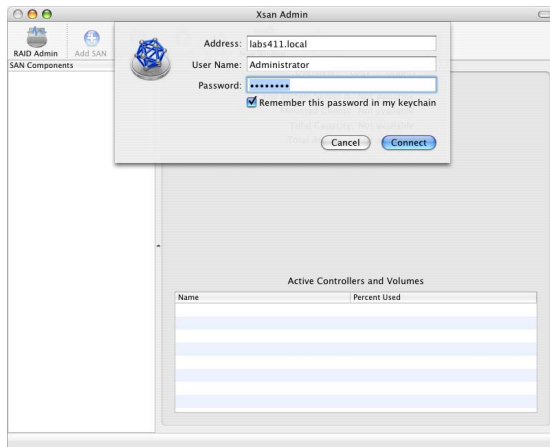 Xsan Admin
RAID Admin
Add SAN
SAN Components
Address: labs411.local
User Name: Administrator
Password: ••••••••
Remember this password in my keychain
Cancel
Connect
Active Controllers and Volumes
Name
Percent Used